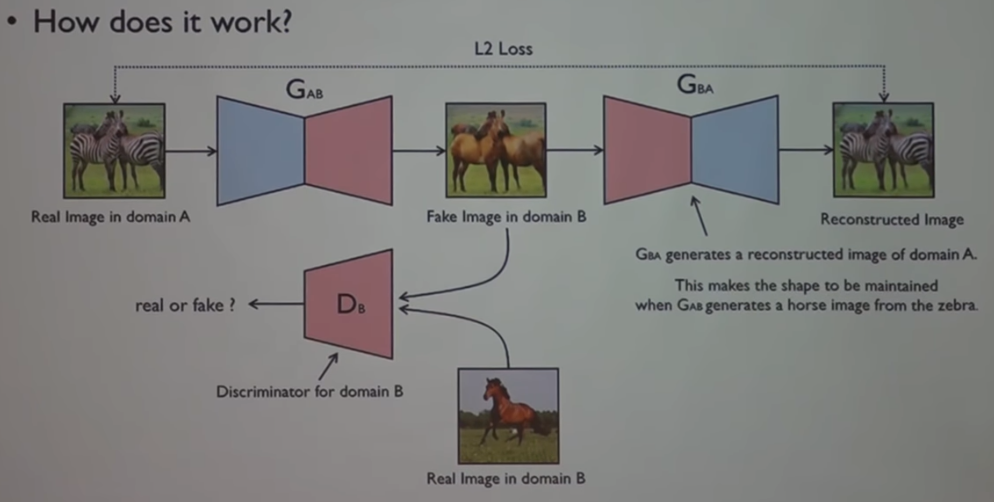 • How does it work?
L2 Loss
GAB
GBA
Real Image in domain A
Fake Image in domain B
Reconstructed Image
GBA generates a reconstructed image of domain A.
This makes the shape to be maintained
when GAB generates a horse image from the zebra.
real or fake ?
DB
Discriminator for domain B
Real Image in domain B